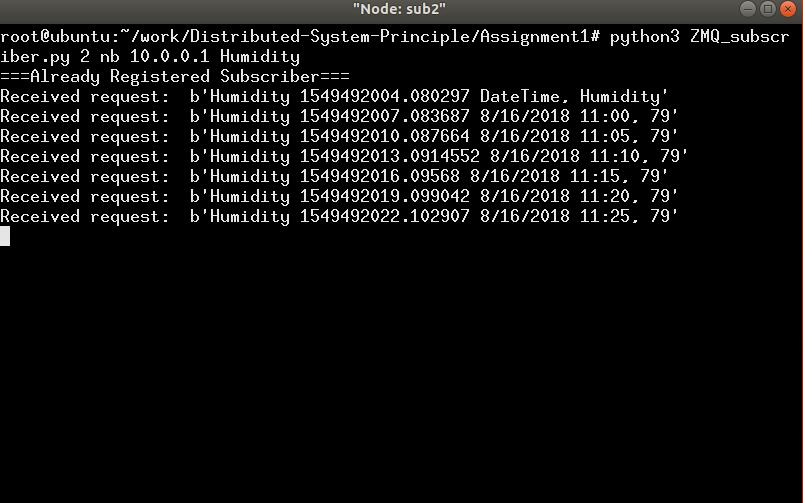 "Node: sub2"
root@ubuntu:~/work/Distributed-System-Principle/Assignment1# python3 ZMQ_subscr
iber.py 2 nb 10.0.0.1 Humidity
===Already Registered Subscriber===
Received request:  b'Humidity 1549492004.080297 DateTime, Humidity'
Received request:  b'Humidity 1549492007.083687 8/16/2018 11:00, 79'
Received request:  b'Humidity 1549492010.087664 8/16/2018 11:05, 79'
Received request:  b'Humidity 1549492013.0914552 8/16/2018 11:10, 79'
Received request:  b'Humidity 1549492016.09568 8/16/2018 11:15, 79'
Received request:  b'Humidity 1549492019.099042 8/16/2018 11:20, 79'
Received request:  b'Humidity 1549492022.102907 8/16/2018 11:25, 79'